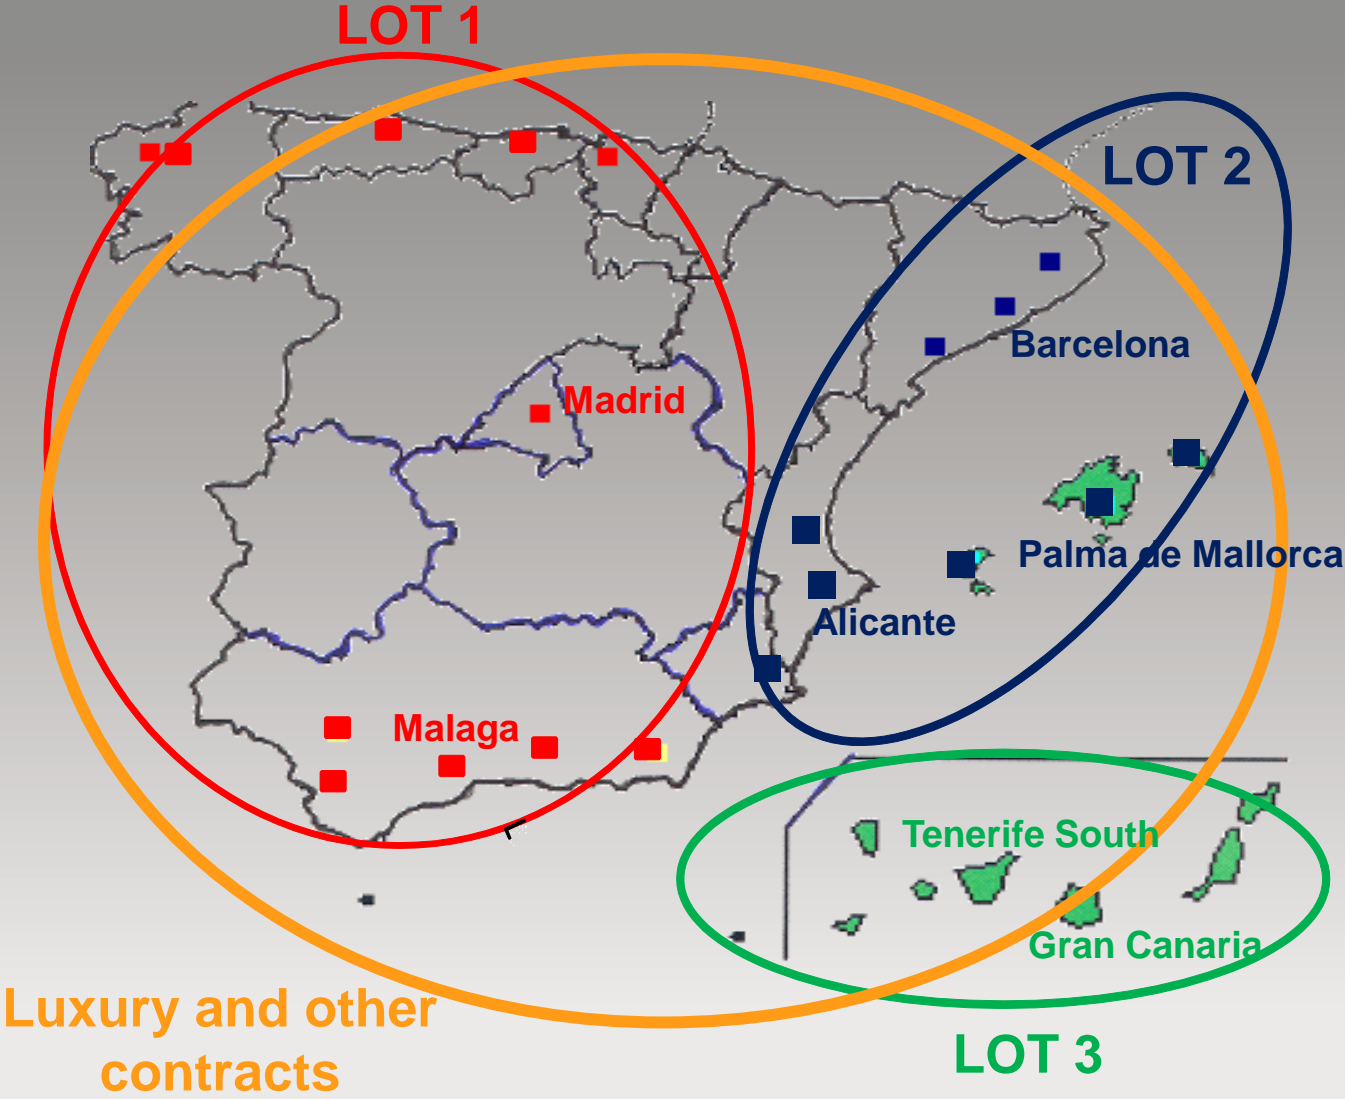 LOT 1
LOT 2
Barcelona
Madrid
Palma de Mallorca
Alicante
Malaga
Tenerife South
Gran Canaria
Luxury and other
contracts
LOT 3